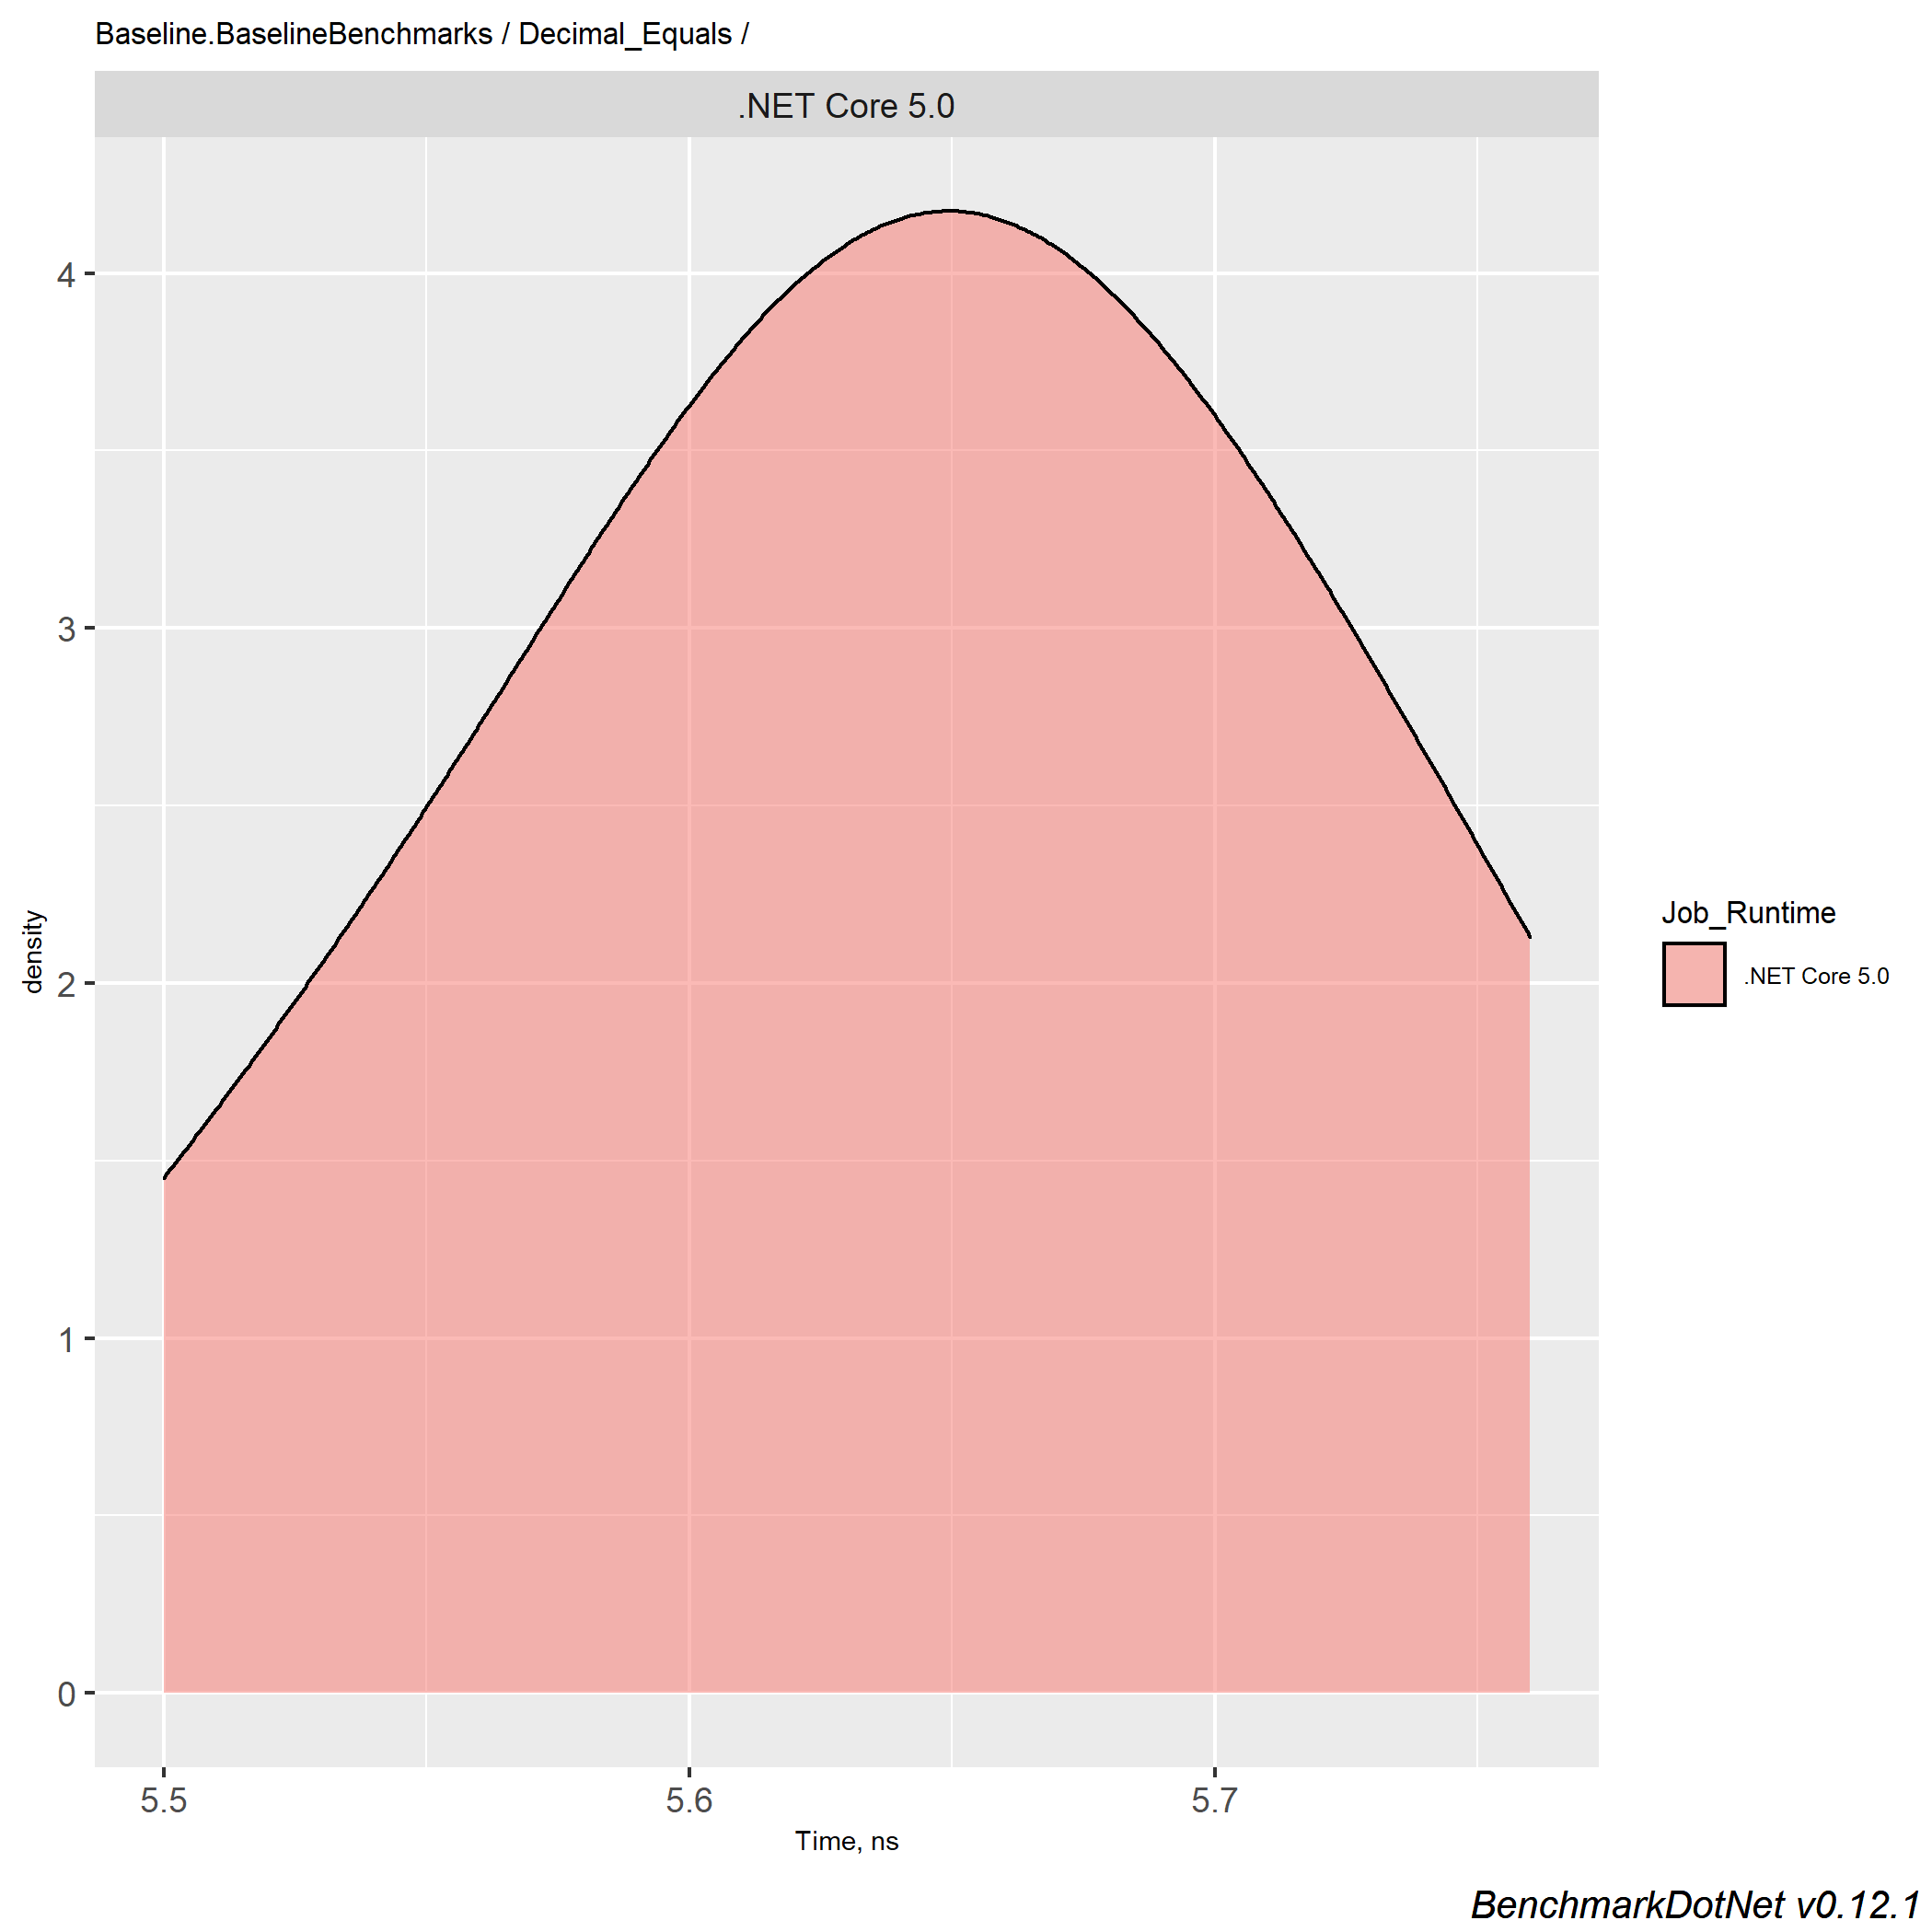 Baseline.BaselineBenchmarks / Decimal_Equals /
.NET Core 5.0
4
3
2
1
0
density
5.5 5.6 5.7
Time, ns
Job_Runtime
.NET Core 5.0
BenchmarkDotNet v0.12.1